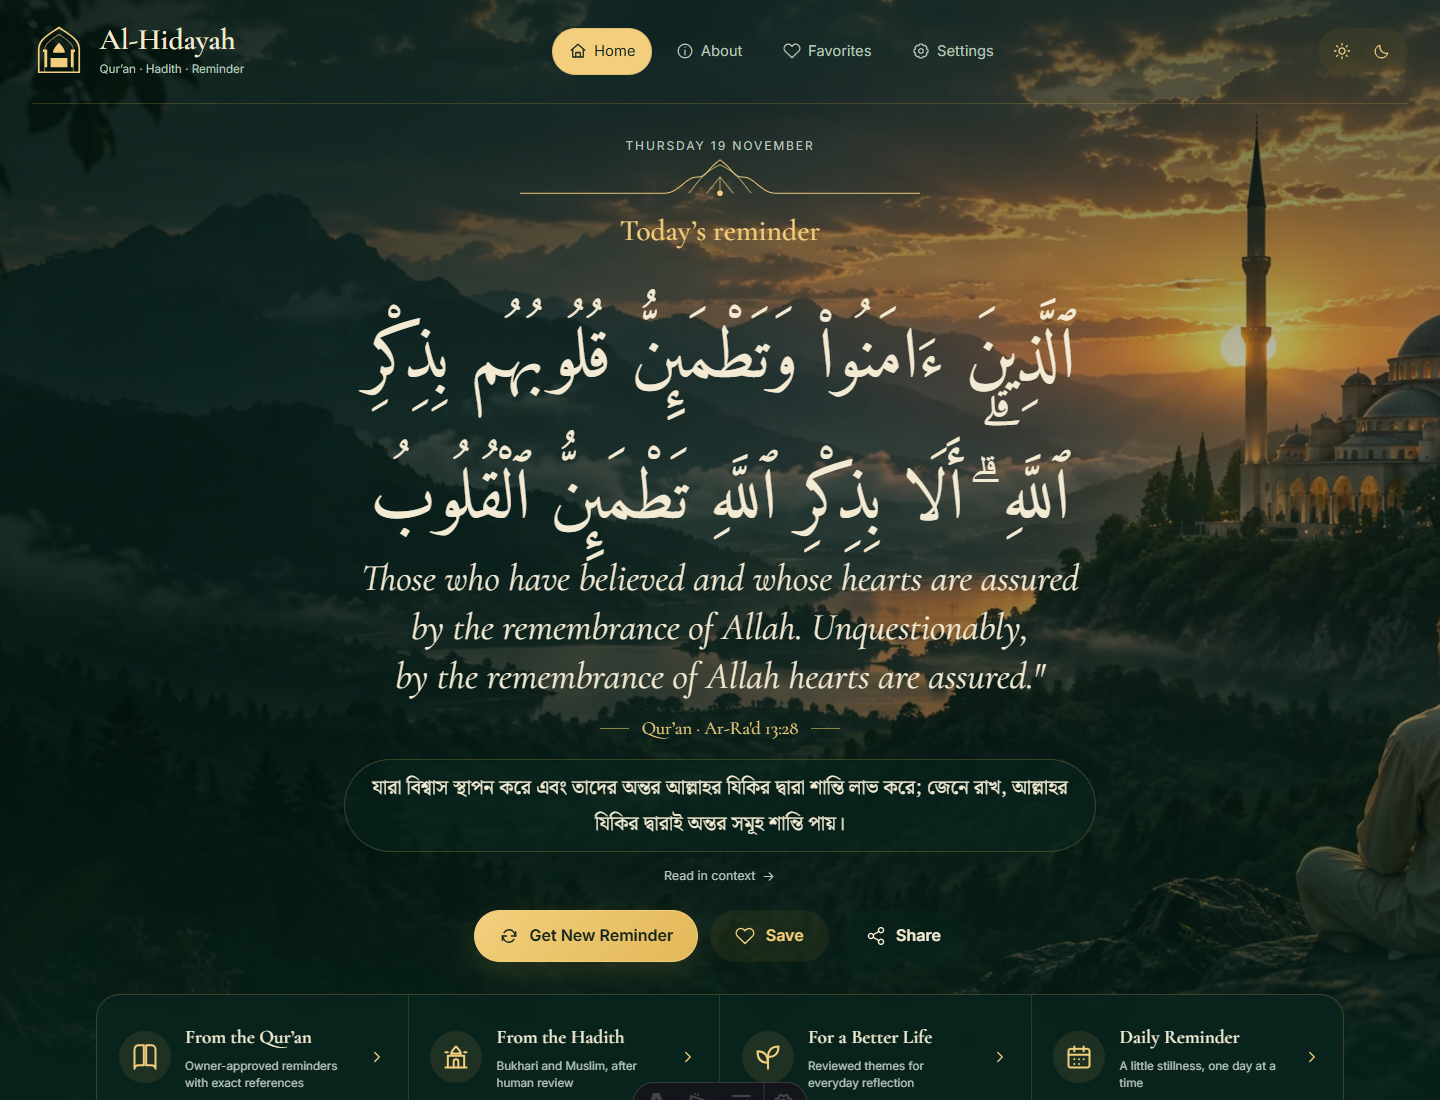 Al-Hidayah
Qur'an · Hadith · Reminder
Home
About
Favorites
Settings
THURSDAY 19 NOVEMBER
Today's reminder
ٱلَّذِينَ ءَامَنُوا۟ وَتَطْمَئِنُّ قُلُوبُهُم بِذِكْرِ
ٱللَّهِ ۗ أَلَا بِذِكْرِ ٱللَّهِ تَطْمَئِنُّ ٱلْقُلُوبُ
Those who have believed and whose hearts are assured
by the remembrance of Allah. Unquestionably,
by the remembrance of Allah hearts are assured."
Qur'an · Ar-Ra'd 13:28
যারা বিশ্বাস স্থাপন করে এবং তাদের অন্তর আল্লাহর যিকির দ্বারা শান্তি লাভ করে; জেনে রাখ, আল্লাহর
যিকির দ্বারাই অন্তর সমূহ শান্তি পায়।
Read in context →
Get New Reminder
Save
Share
From the Qur'an
Owner-approved reminders
with exact references
From the Hadith
Bukhari and Muslim, after
human review
For a Better Life
Reviewed themes for
everyday reflection
Daily Reminder
A little stillness, one day at a
time